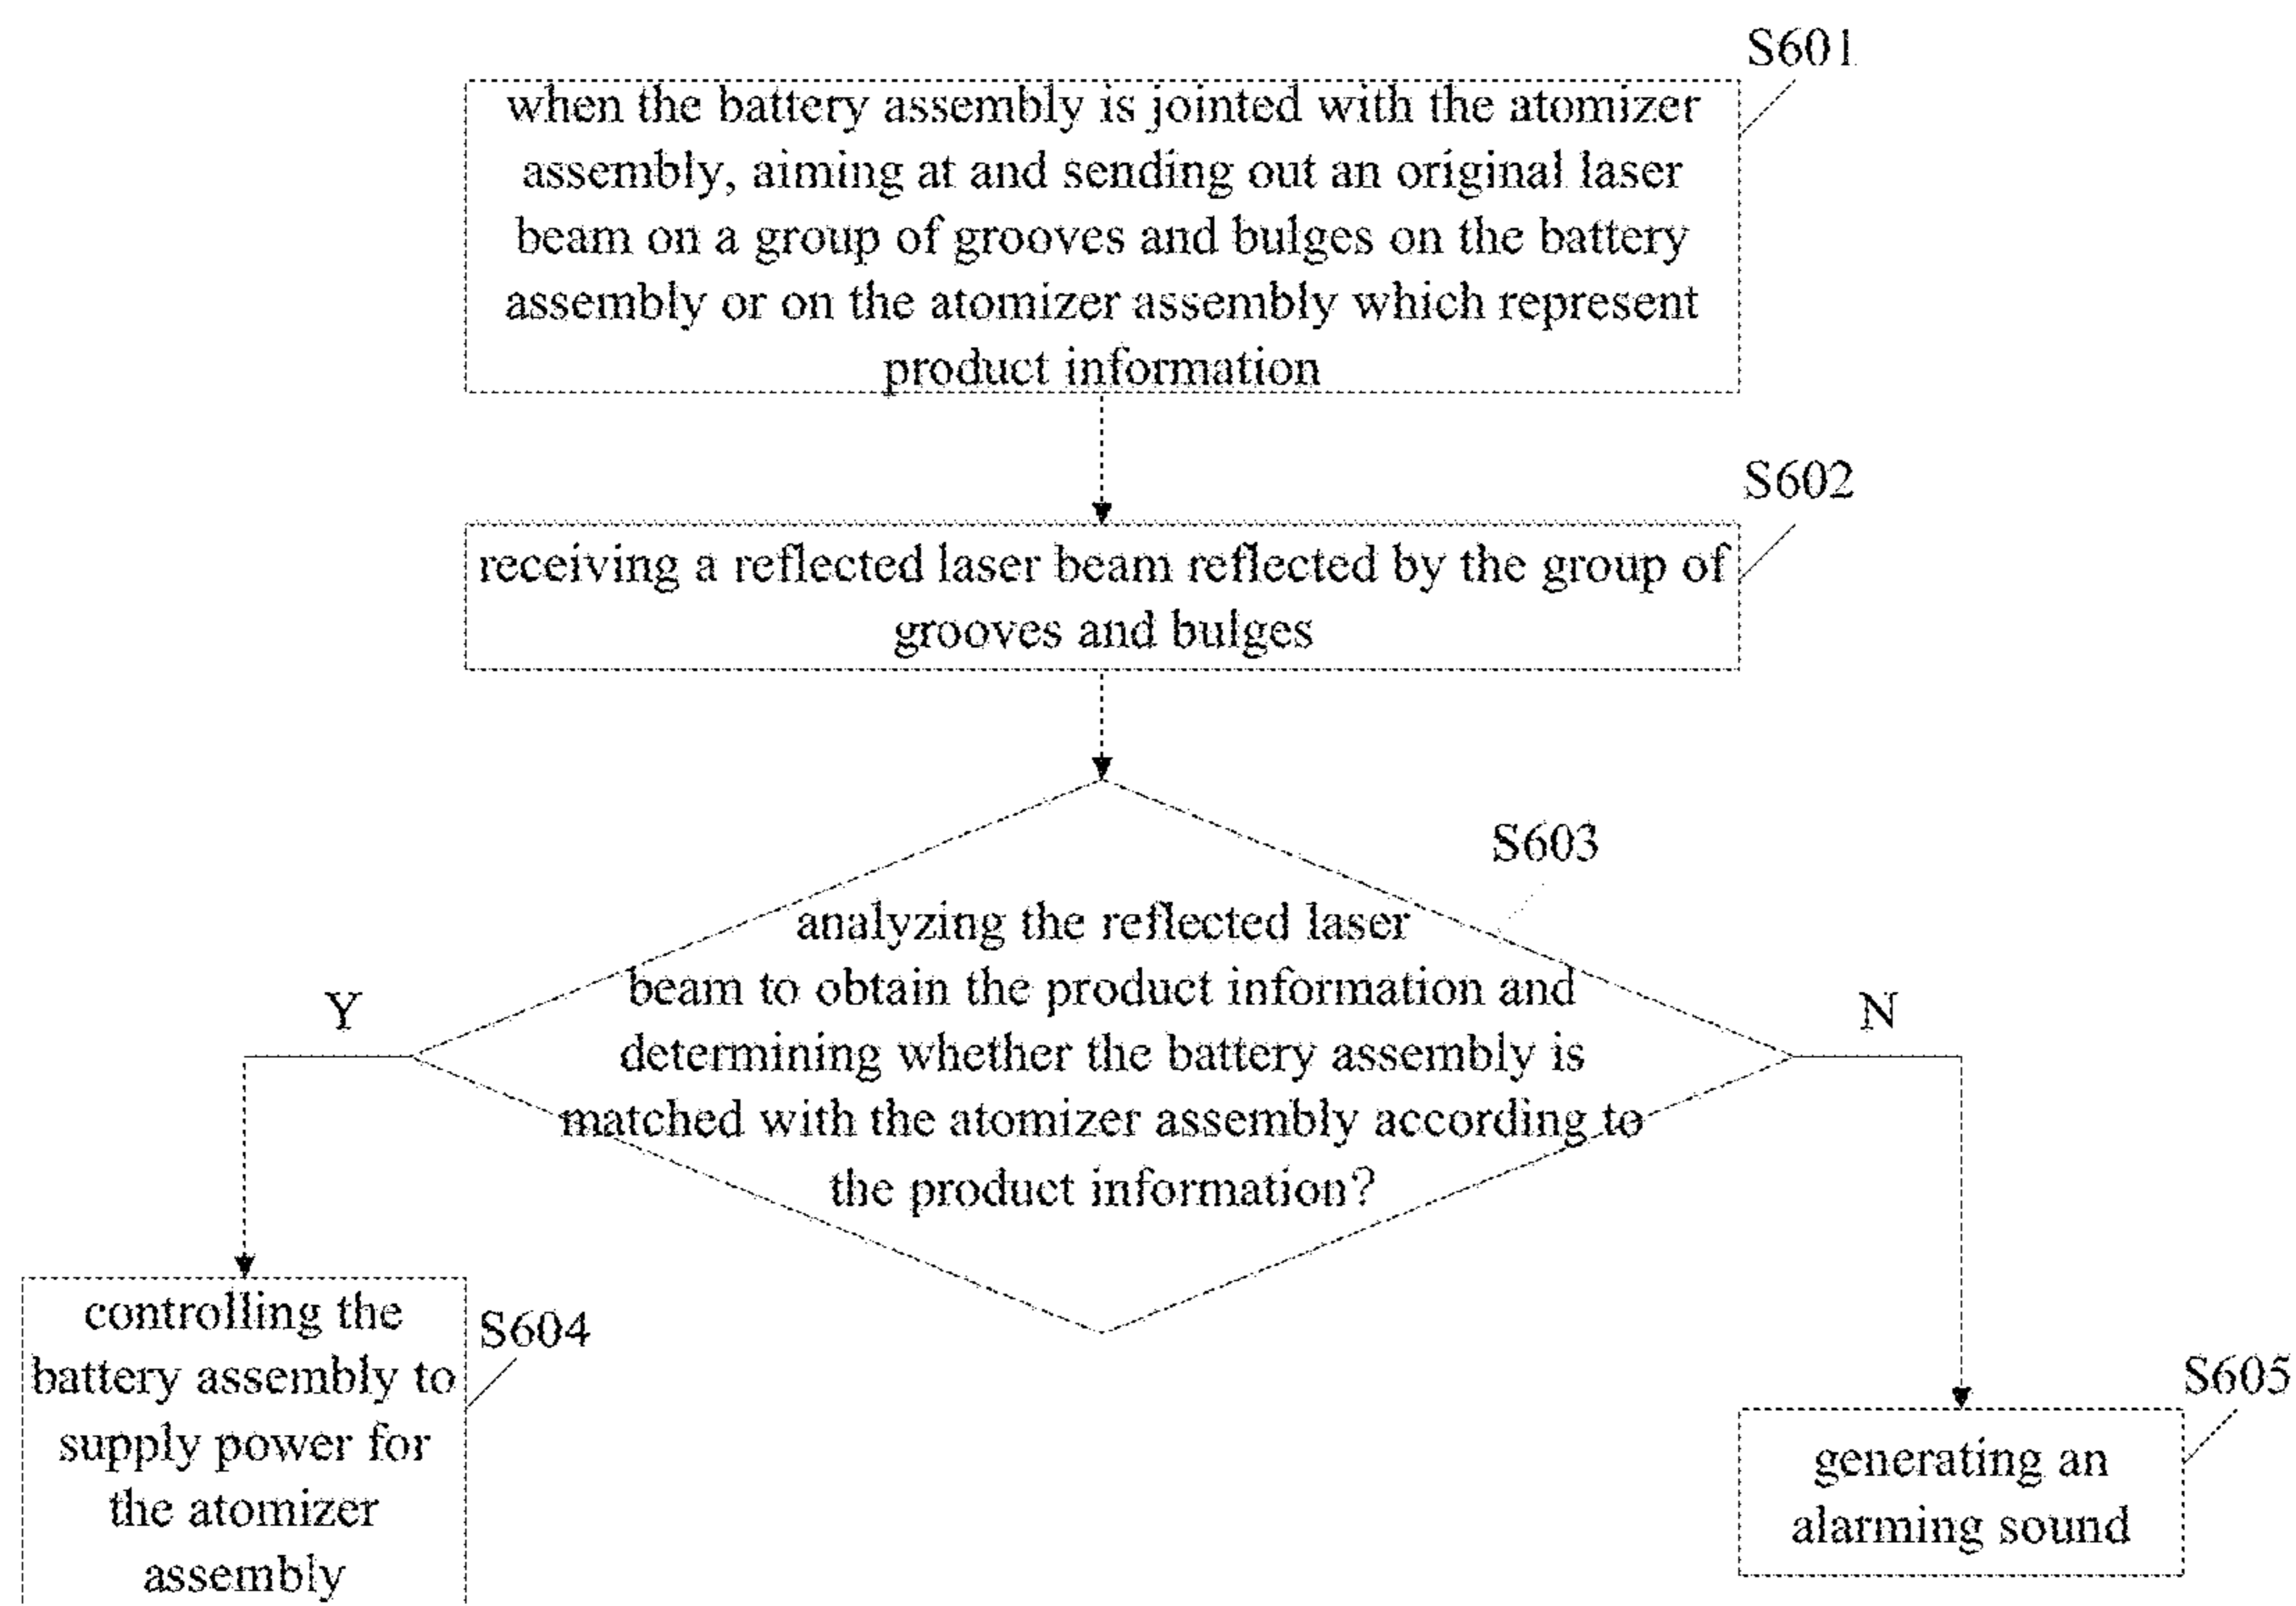 S601
when the battery assembly is jointed with the atomizer
assembly, aiming at and sending out an original laser
beam on a group of grooves and bulges on the battery
assembly or on the atomizer assembly which represent
product information
S602
receiving a reflected laser beam reflected by the group of
grooves and bulges
S603
analyzing the reflected laser
beam to obtain the product information and
determining whether the battery assembly is
matched with the atomizer assembly according to
the product information?
Y
N
controlling the
battery assembly to
supply power for
the atomizer
assembly
S604
S605
generating an
alarming sound